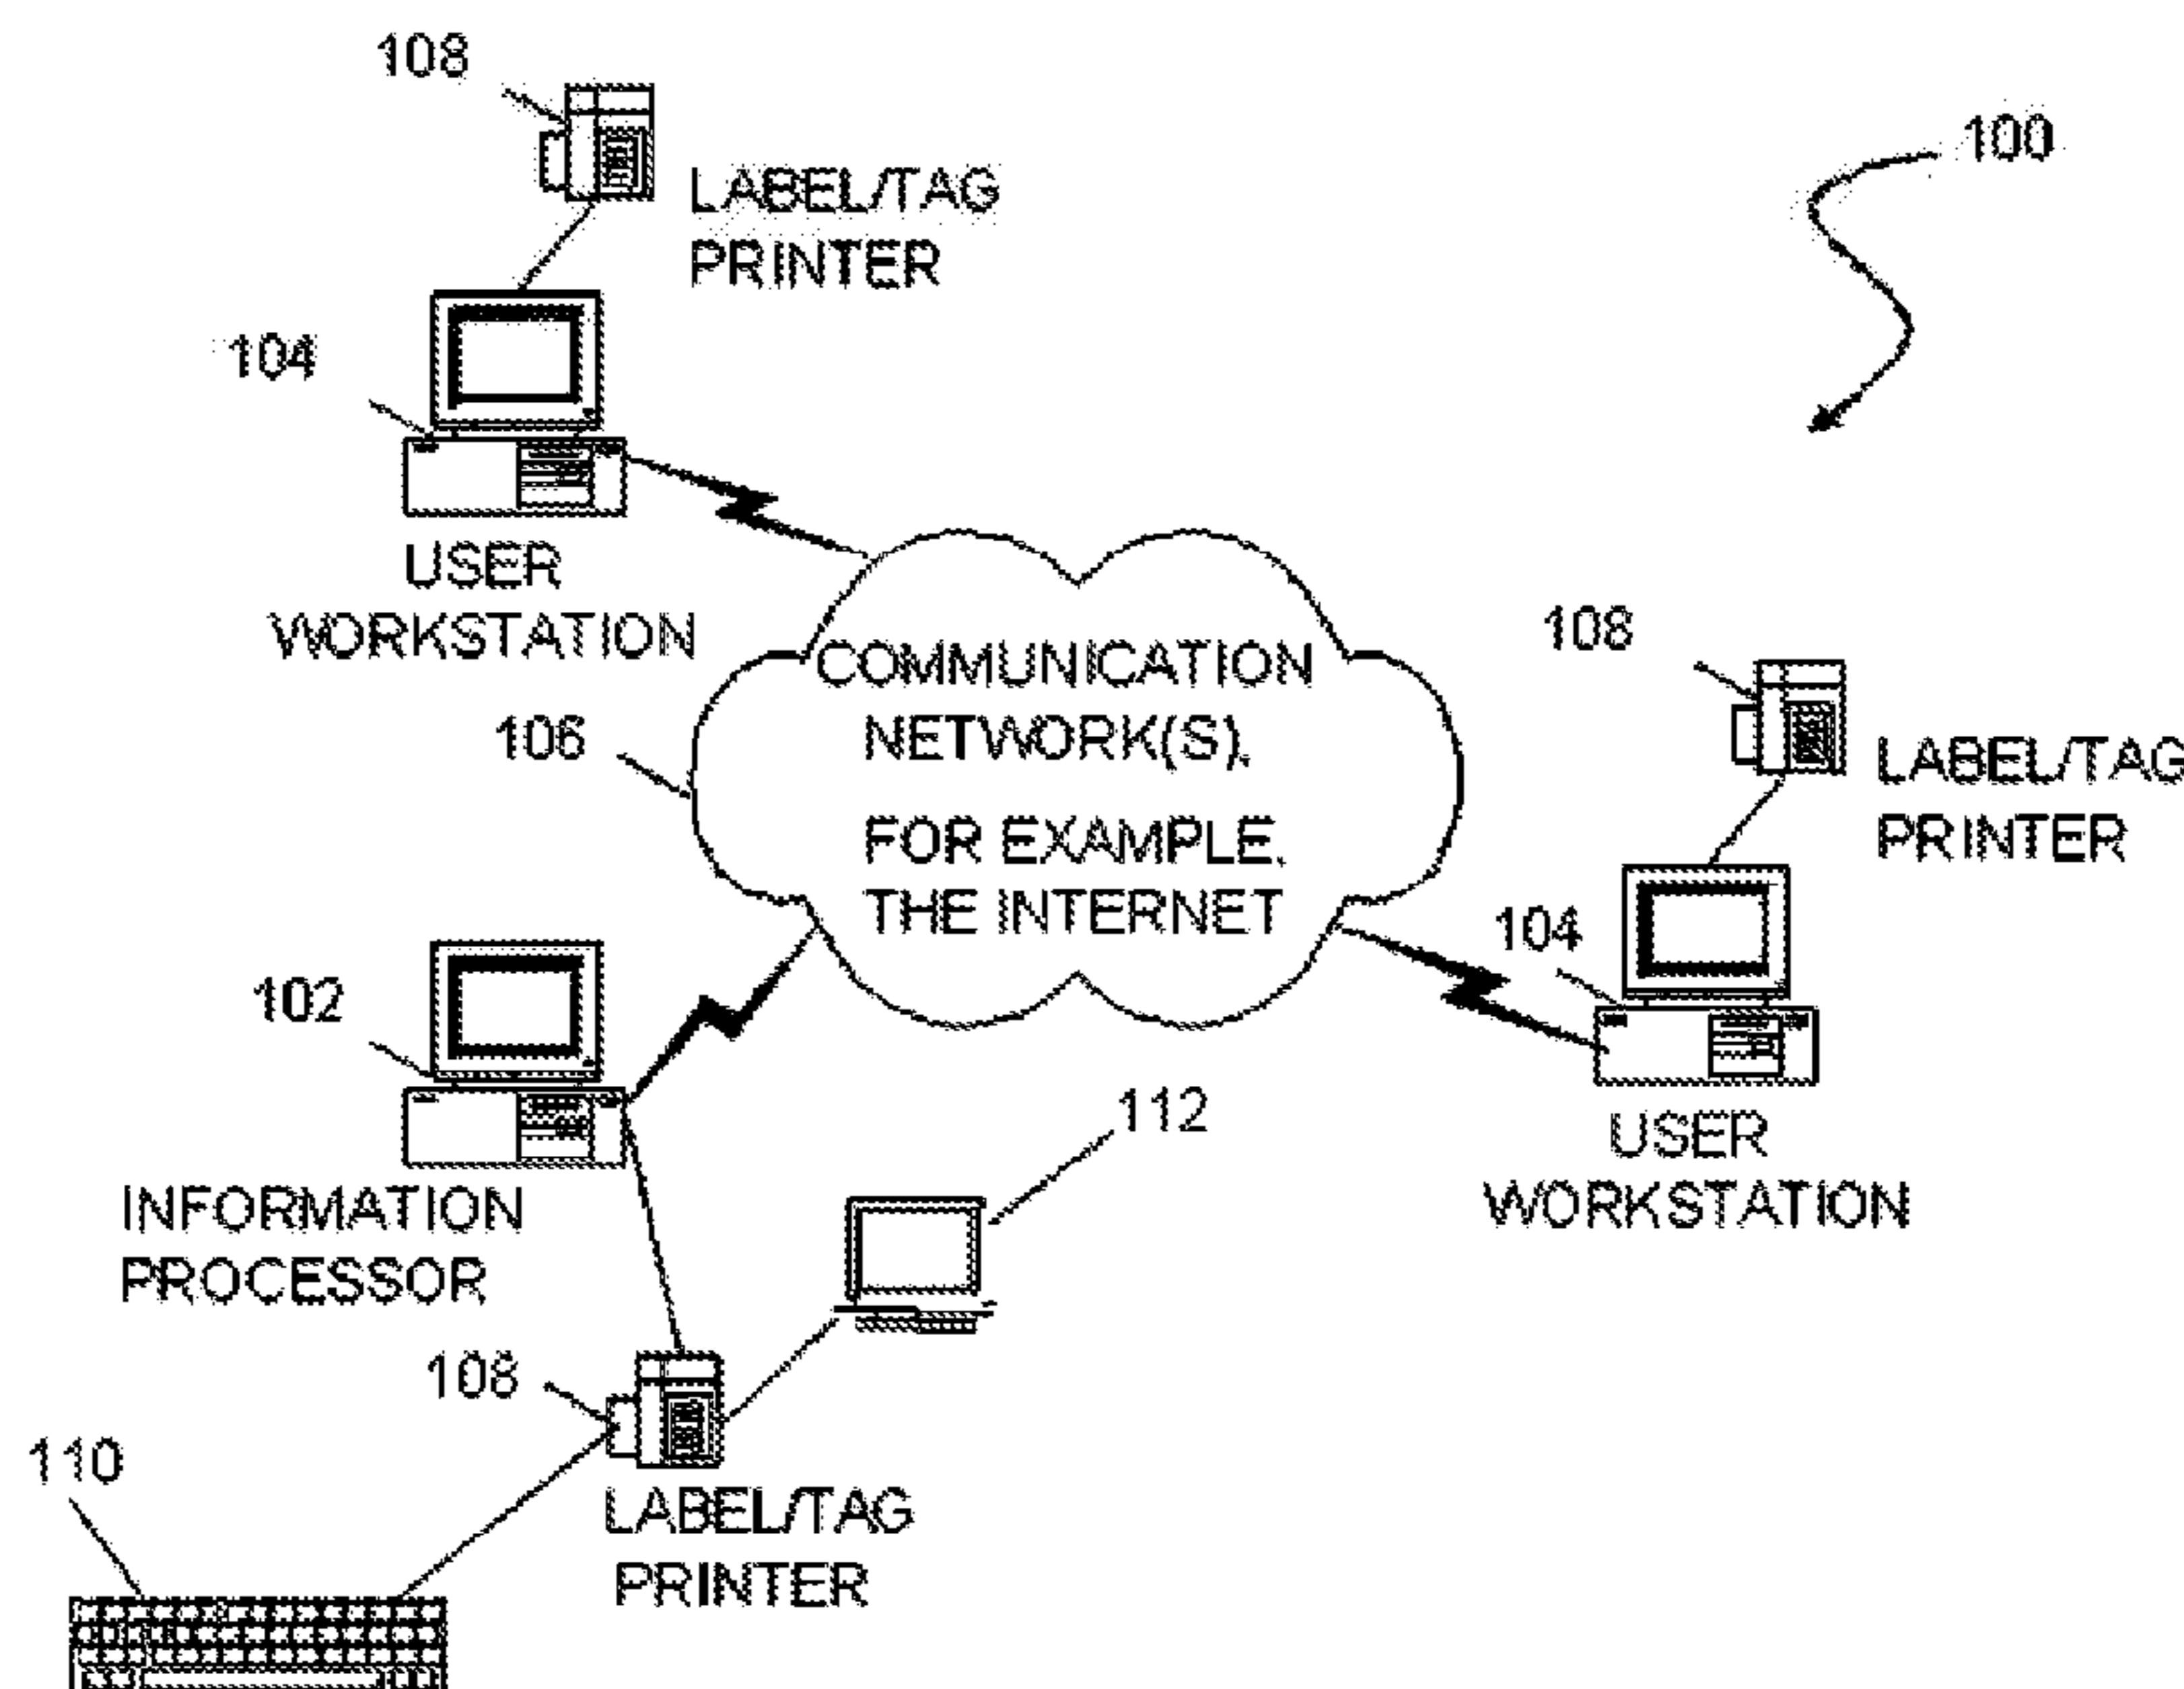 108
100
LABEL/TAG
PRINTER
104
USER
WORKSTATION
COMMUNICATION
NETWORK(S),
FOR EXAMPLE,
THE INTERNET
106
108
LABEL/TAG
PRINTER
104
USER
WORKSTATION
102
INFORMATION
PROCESSOR
112
108
LABEL/TAG
PRINTER
110